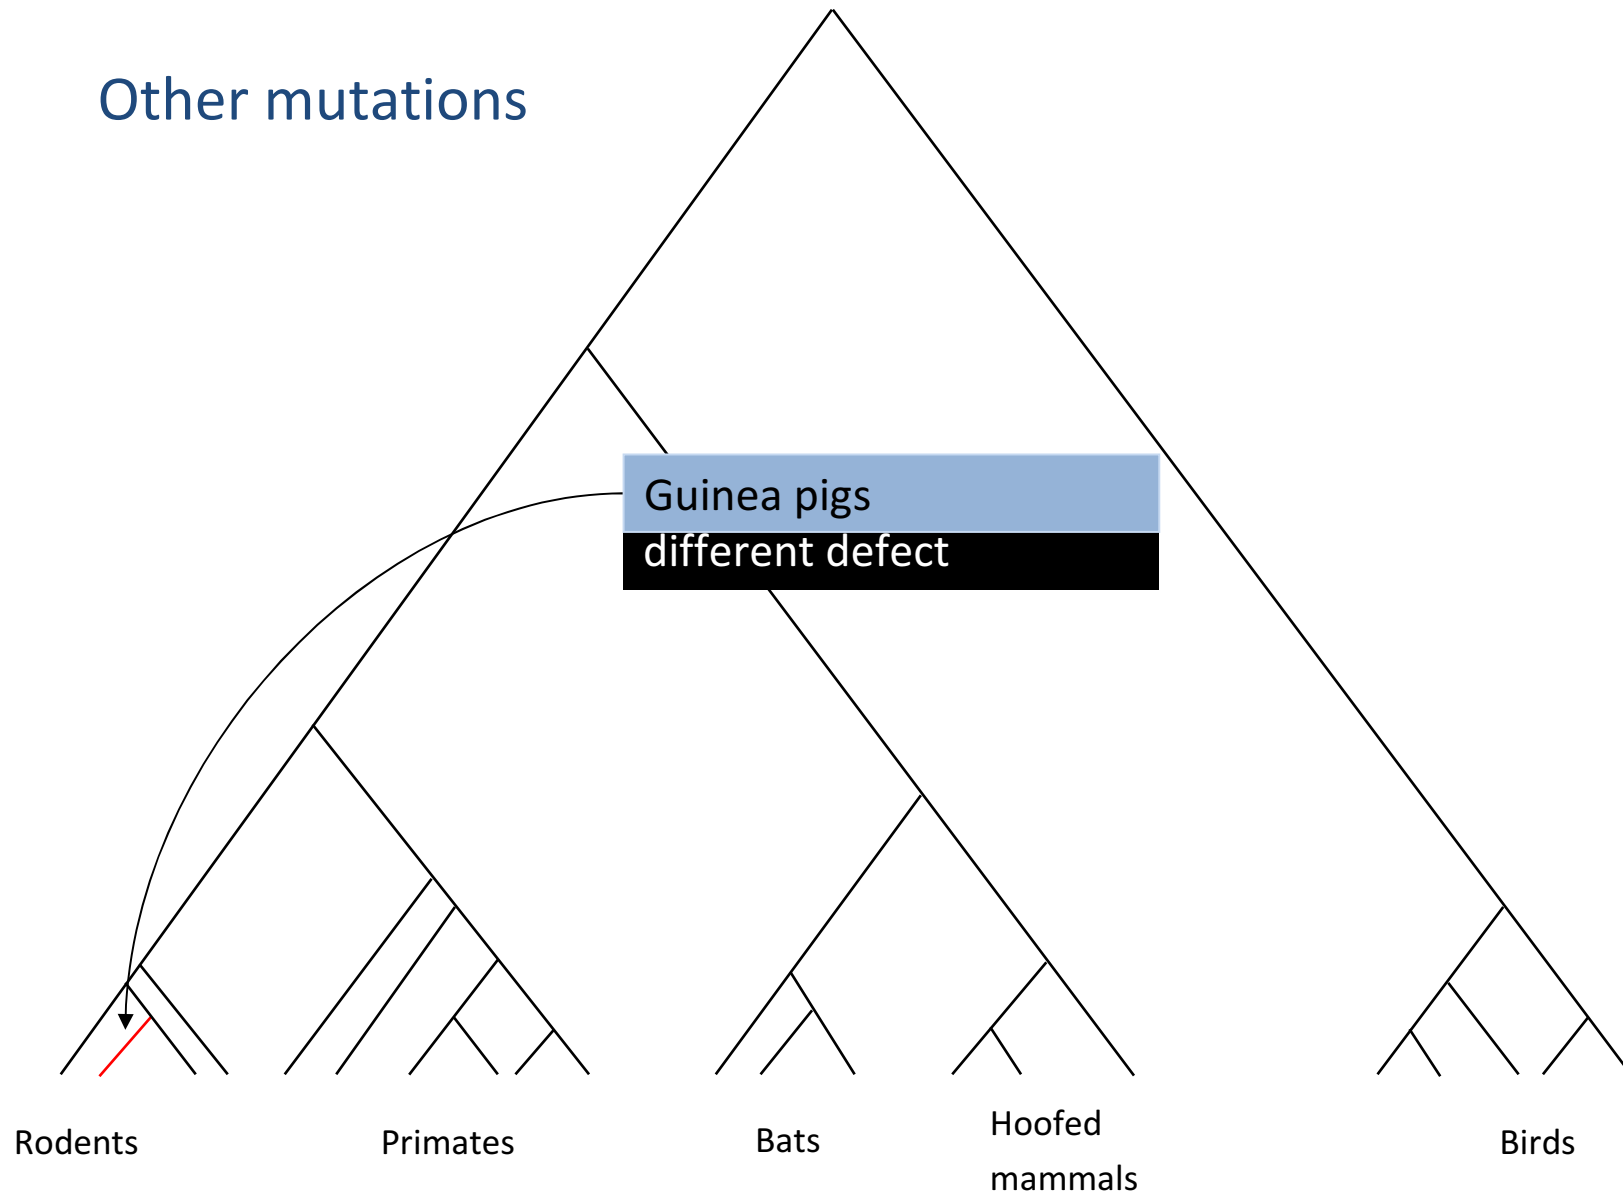 Other mutations
Guinea pigs
different defect
Rodents
Primates
Bats
Hoofed
mammals
Birds